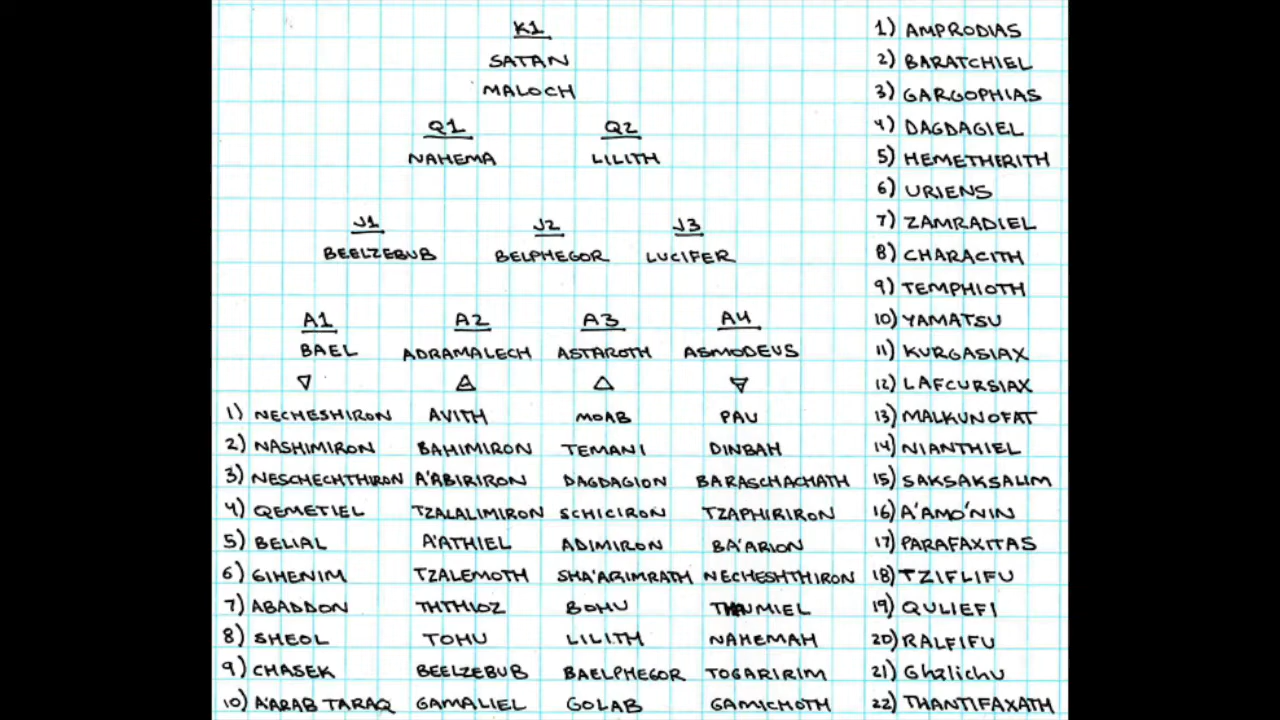 K1
SATAN
MALOCH
Q1 Q2
NAHEMA LILITH
J1 J2 J3
BEELZEBUB BELPHEGOR LUCIFER
A1 A2 A3 A4
BAEL ADRAMALECH ASTAROTH ASMODEUS
1) NECHESHIRON AVITH MOAB PAU
2) NASHIMIRON BAHIMIRON TEMANI DINBAH
3) NESCHECHTHIRON A'ABIRIRON DAGDAGION BARASCHACHATH
4) QEMETIEL TZALALIMIRON SCHICIRON TZAPHIRIRON
5) BELIAL A'ATHIEL ADIMIRON BA'ARION
6) GIHENIM TZALEMOTH SHA'ARIMRATH NECHESHTHIRON
7) ABADDON THTHIOZ BOHU THAUMIEL
8) SHEOL TOHU LILITH NAHEMAH
9) CHASEK BEELZEBUB BAELPHEGOR TOGARIRIM
10) A'ARAB TARAQ GAMALIEL GOLAB GAMICHOTH
1) AMPRODIAS
2) BARATCHIEL
3) GARGOPHIAS
4) DAGDAGIEL
5) HEMETHERITH
6) URIENS
7) ZAMRADIEL
8) CHARACITH
9) TEMPHIOTH
10) YAMATSU
11) KURGASIAX
12) LAFCURSIAX
13) MALKUNOFAT
14) NIANTHIEL
15) SAKSAKSALIM
16) A'AMO'NIN
17) PARAFAXITAS
18) TZIFLIFU
19) QULIEFI
20) RALFIFU
21) Ghalichu
22) THANTIFAXATH